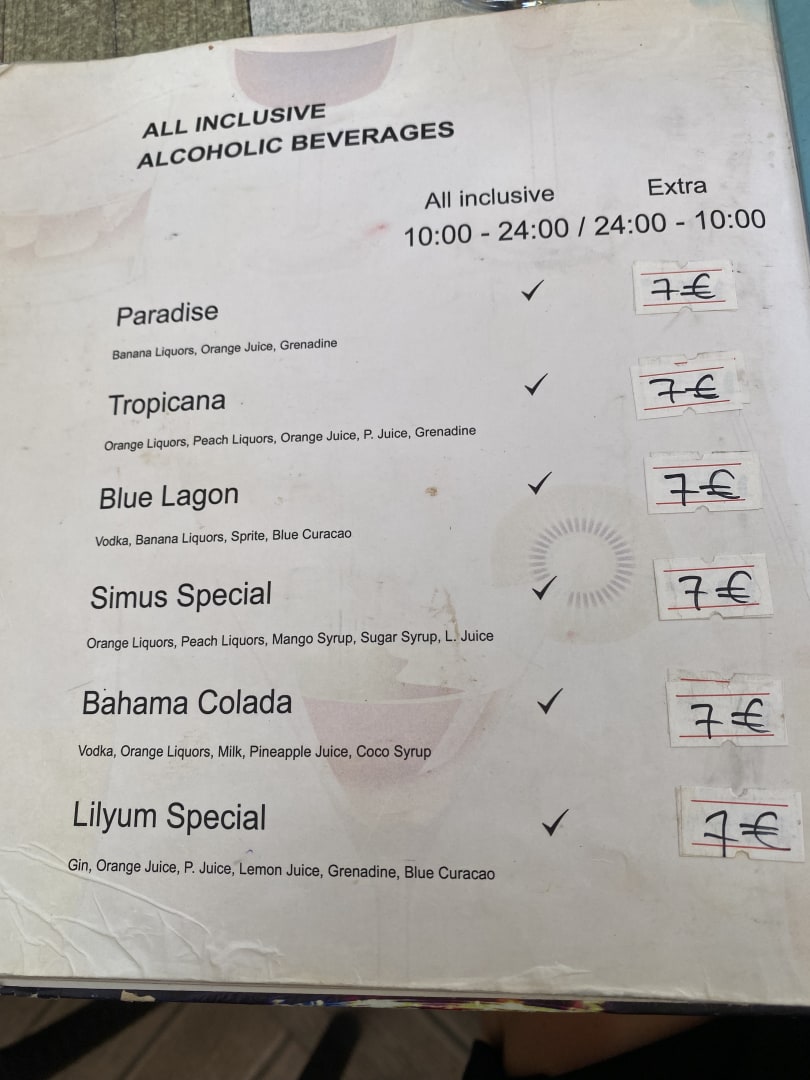 ALL INCLUSIVE
ALCOHOLIC BEVERAGES
All inclusive Extra
10:00 - 24:00 / 24:00 - 10:00
Paradise ✓ 7€
Banana Liquors, Orange Juice, Grenadine
Tropicana ✓ 7€
Orange Liquors, Peach Liquors, Orange Juice, P. Juice, Grenadine
Blue Lagon ✓ 7€
Vodka, Banana Liquors, Sprite, Blue Curacao
Simus Special ✓ 7€
Orange Liquors, Peach Liquors, Mango Syrup, Sugar Syrup, L. Juice
Bahama Colada ✓ 7€
Vodka, Orange Liquors, Milk, Pineapple Juice, Coco Syrup
Lilyum Special ✓ 7€
Gin, Orange Juice, P. Juice, Lemon Juice, Grenadine, Blue Curacao